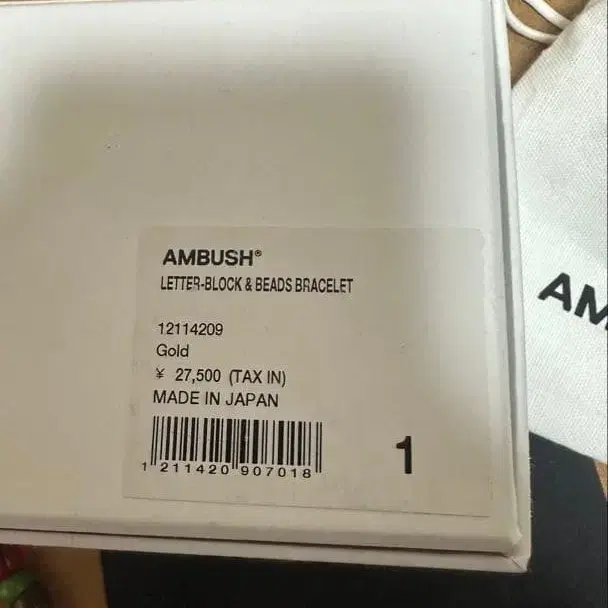 AMBUSH®
LETTER-BLOCK & BEADS BRACELET
12114209
Gold
¥ 27,500 (TAX IN)
MADE IN JAPAN
1 211420 907018
1
AM